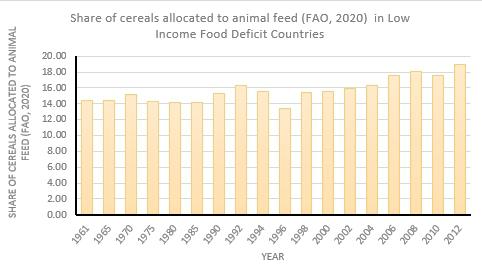 Share of cereals allocated to animal feed (FAO, 2020)  in Low
Income Food Deficit Countries
SHARE OF CEREALS ALLOCATED TO ANIMAL
FEED (FAO, 2020)
20.00
18.00
16.00
14.00
12.00
10.00
8.00
6.00
4.00
2.00
0.00
1961 1965 1970 1975 1980 1985 1990 1992 1994 1996 1998 2000 2002 2004 2006 2008 2010 2012
YEAR